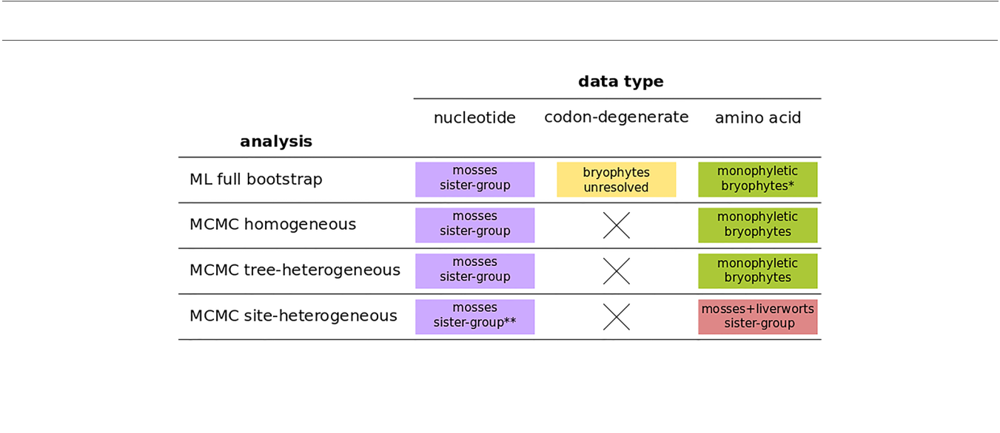 data type
nucleotide codon-degenerate amino acid
analysis
ML full bootstrap
mosses
sister-group
bryophytes
unresolved
monophyletic
bryophytes*
MCMC homogeneous
mosses
sister-group
monophyletic
bryophytes
MCMC tree-heterogeneous
mosses
sister-group
monophyletic
bryophytes
MCMC site-heterogeneous
mosses
sister-group**
mosses+liverworts
sister-group